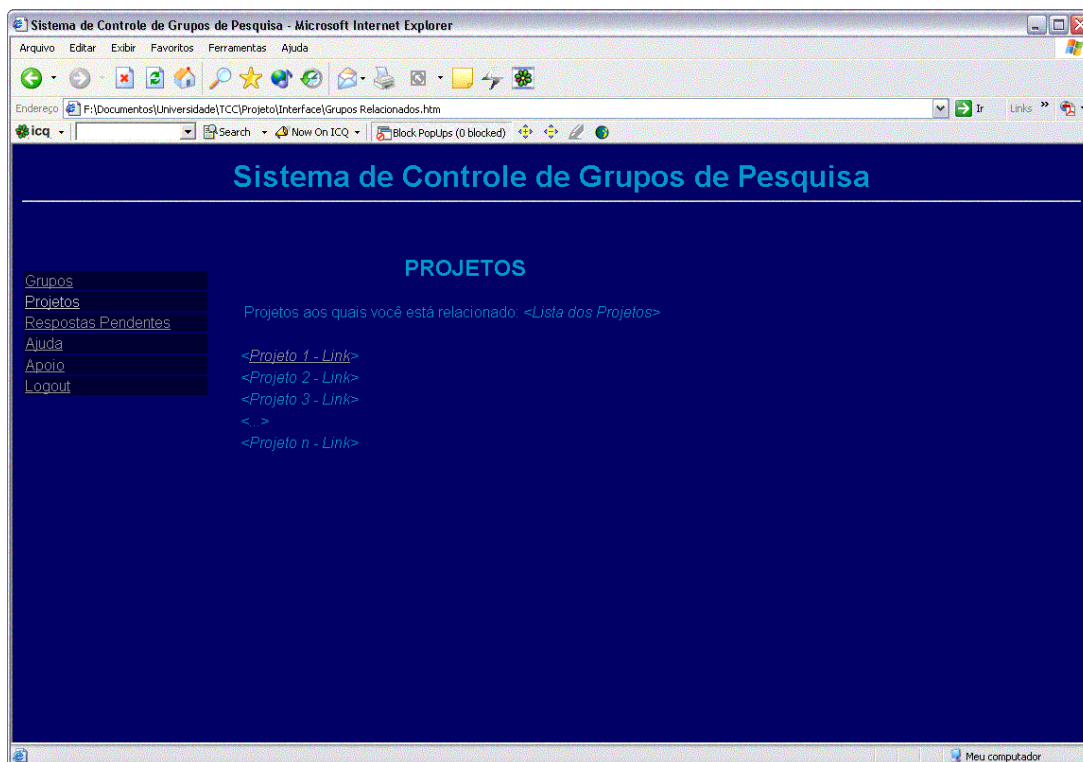 Sistema de Controle de Grupos de Pesquisa - Microsoft Internet Explorer
Arquivo Editar Exibir Favoritos Ferramentas Ajuda
Endereço F:\Documentos\Universidade\TCC\Projeto\Interface\Grupos Relacionados.htm Ir Links »
icq Search Now On ICQ Block PopUps (0 blocked)
Sistema de Controle de Grupos de Pesquisa
PROJETOS
Grupos
Projetos
Respostas Pendentes
Ajuda
Apoio
Logout
Projetos aos quais você está relacionado: <Lista dos Projetos>
<Projeto 1 - Link>
<Projeto 2 - Link>
<Projeto 3 - Link>
<...>
<Projeto n - Link>
Meu computador